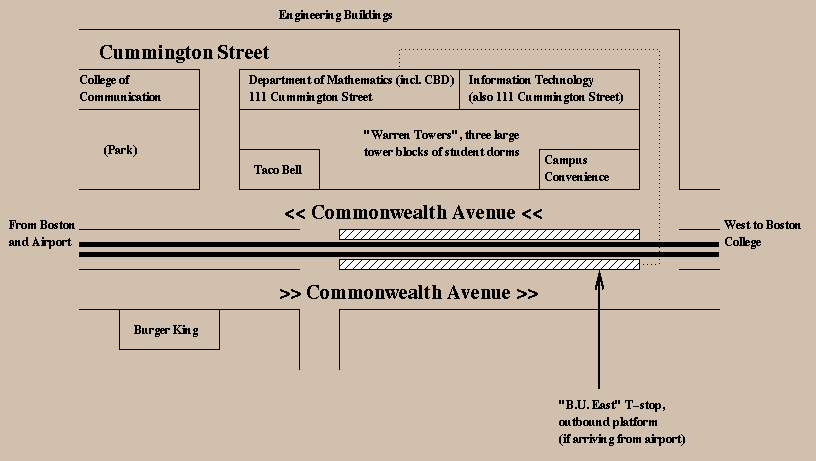 Engineering Buildings
Cummington Street
College of
Communication
Department of Mathematics (incl. CBD)
111 Cummington Street
Information Technology
(also 111 Cummington Street)
(Park)
"Warren Towers", three large
tower blocks of student dorms
Taco Bell
Campus
Convenience
<< Commonwealth Avenue <<
From Boston
and Airport
West to Boston
College
>> Commonwealth Avenue >>
Burger King
"B.U. East" T-stop,
outbound platform
(if arriving from airport)